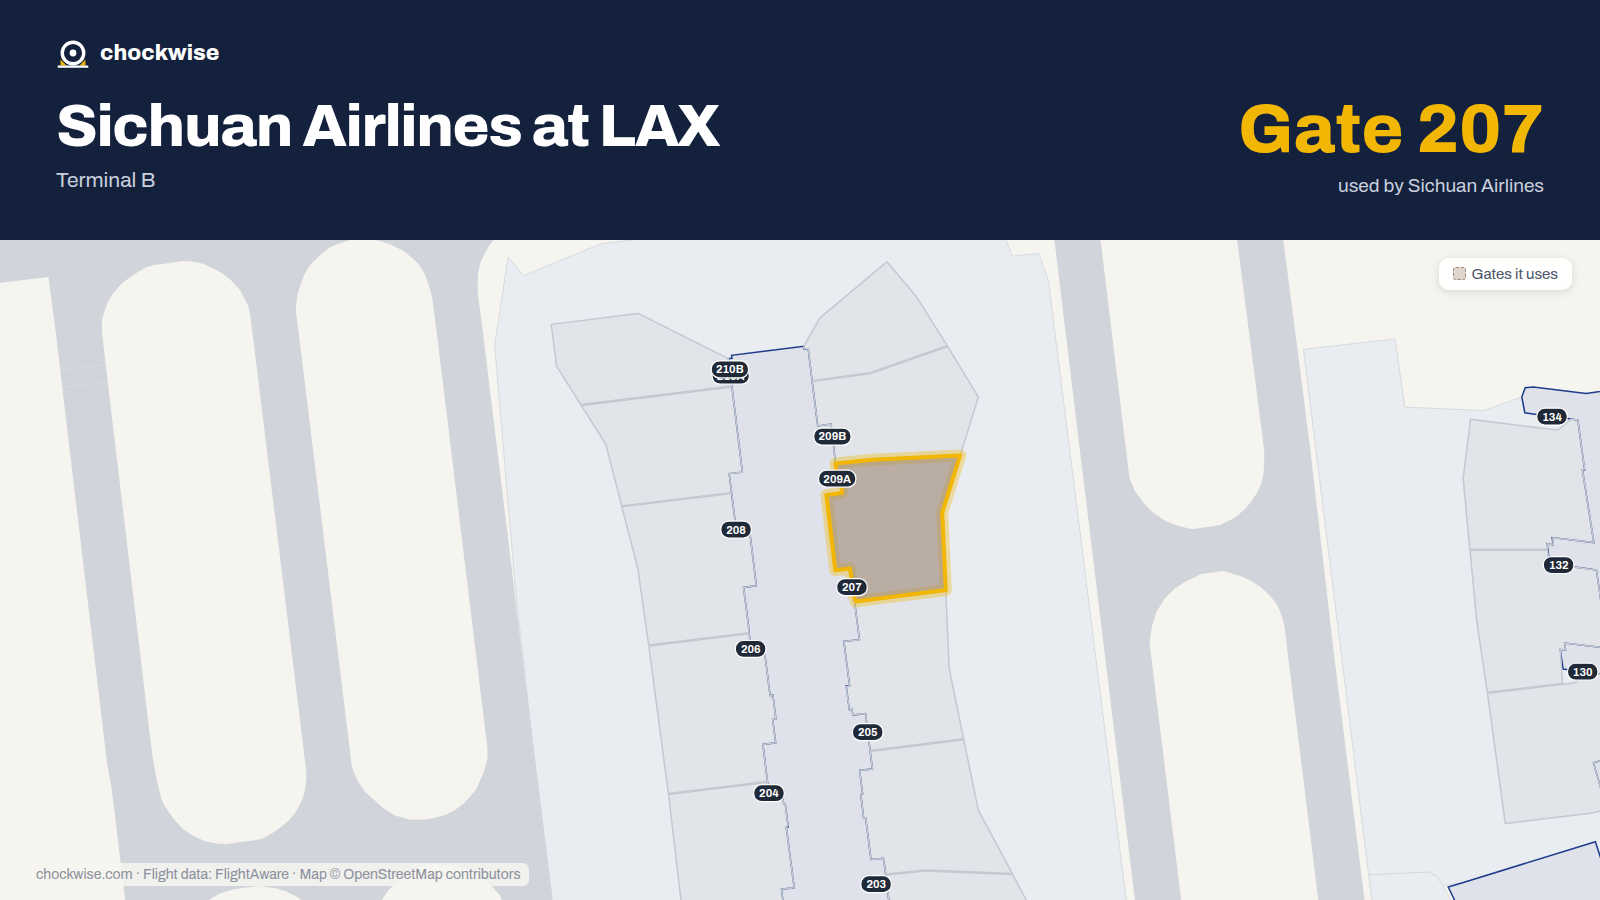 chockwise
Sichuan Airlines at LAX
Terminal B
Gate 207
used by Sichuan Airlines
Gates it uses
210B
134
209B
209A
208
132
207
206
130
205
204
203
chockwise.com · Flight data: FlightAware · Map © OpenStreetMap contributors